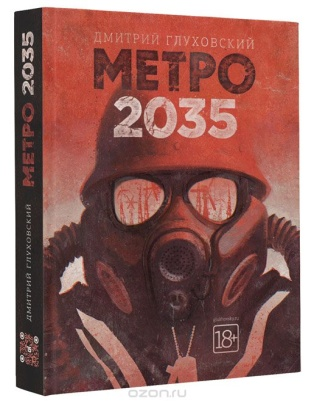 ДМИТРИЙ ГЛУХОВСКИЙ
МЕТРО
2035
ДМИТРИЙ ГЛУХОВСКИЙ МЕТРО 2035
18+
ozon.ru